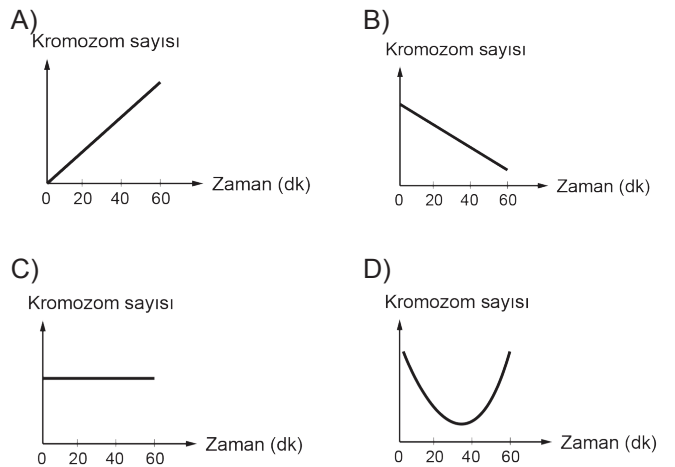 A)
Kromozom sayısı
0 20 40 60
Zaman (dk)
B)
Kromozom sayısı
0 20 40 60
Zaman (dk)
C)
Kromozom sayısı
0 20 40 60
Zaman (dk)
D)
Kromozom sayısı
0 20 40 60
Zaman (dk)